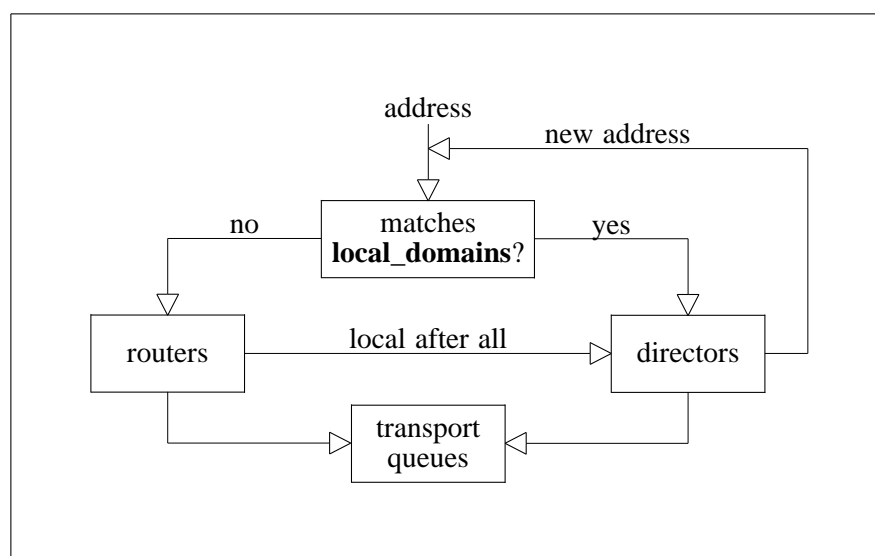 address
new address
matches
local_domains?
no
yes
routers
local after all
directors
transport
queues